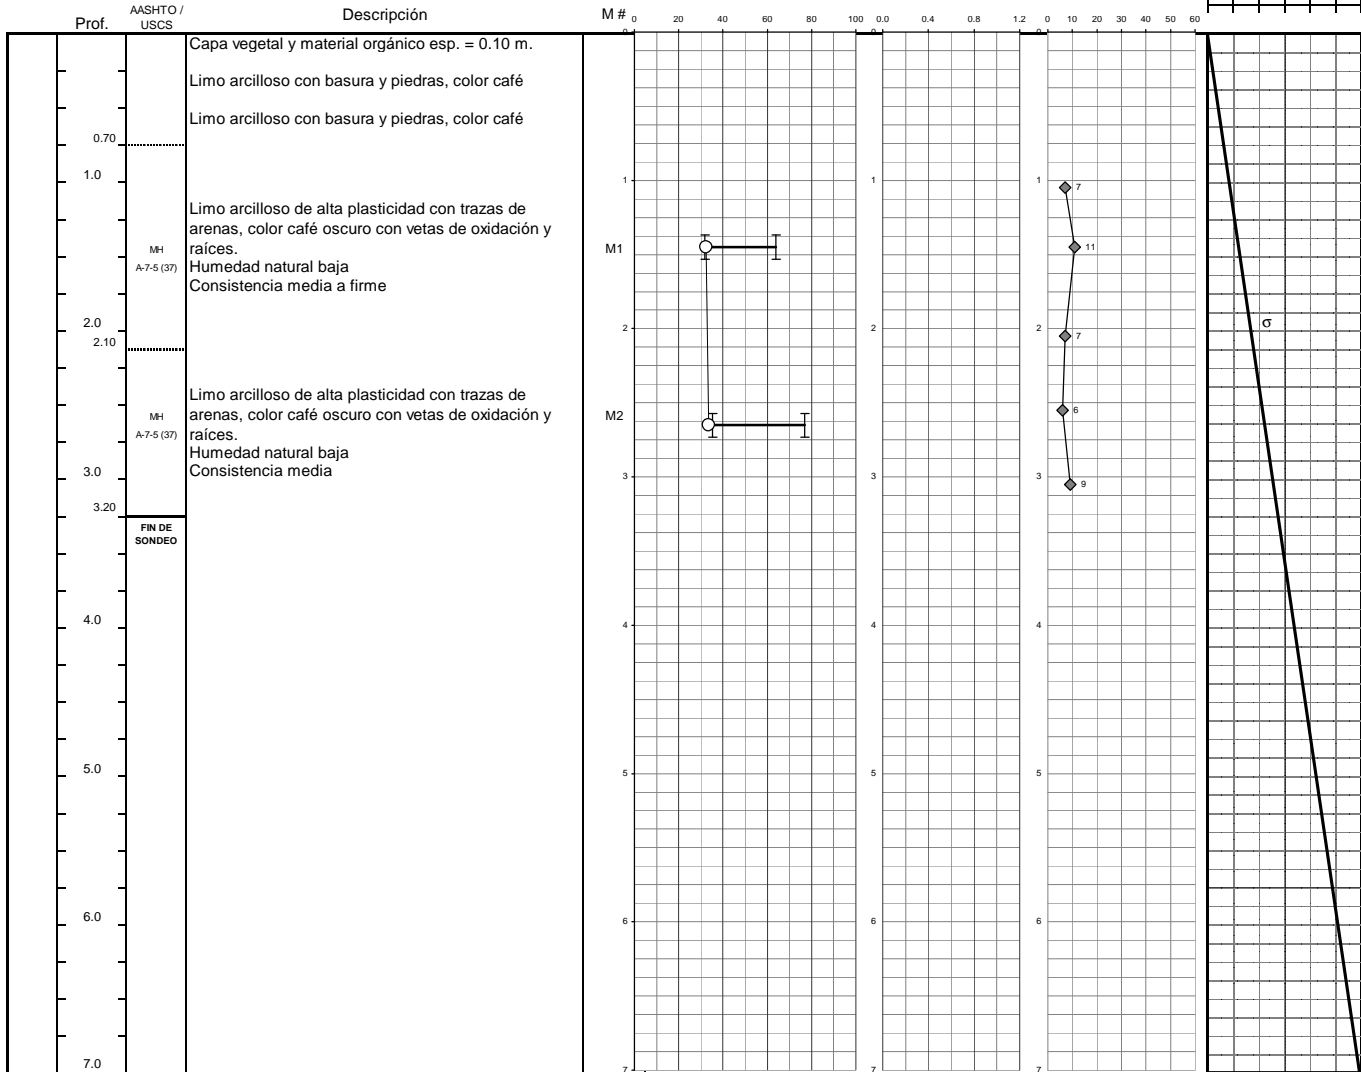 Prof.
AASHTO /
USCS
Descripción
M #
0 20 40 60 80 100
0.0 0.4 0.8 1.2
0 10 20 30 40 50 60
0
0
0
Capa vegetal y material orgánico esp. = 0.10 m.
Limo arcilloso con basura y piedras, color café
Limo arcilloso con basura y piedras, color café
0.70
1.0
1
1
1
7
Limo arcilloso de alta plasticidad con trazas de
arenas, color café oscuro con vetas de oxidación y
raíces.
MH
A-7-5 (37)
Humedad natural baja
Consistencia media a firme
M1
11
2.0
2
2
2
7
σ
2.10
Limo arcilloso de alta plasticidad con trazas de
arenas, color café oscuro con vetas de oxidación y
raíces.
MH
A-7-5 (37)
Humedad natural baja
Consistencia media
M2
6
3.0
3
3
3
9
3.20
FIN DE
SONDEO
4.0
4
4
4
5.0
5
5
5
6.0
6
6
6
7.0
7
7
7